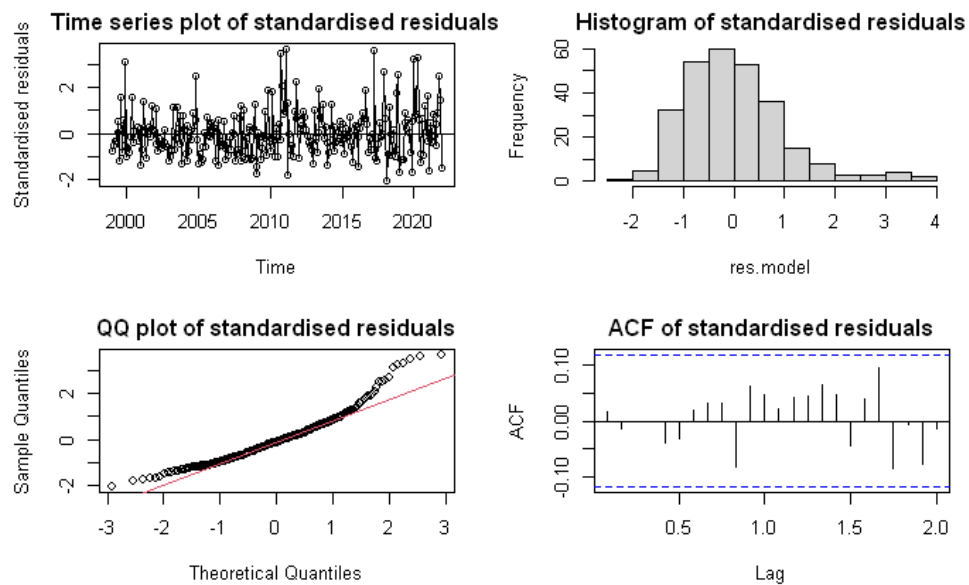 Time series plot of standardised residuals
Standardised residuals
2
0
-2
2000 2005 2010 2015 2020
Time
Histogram of standardised residuals
Frequency
60
40
20
0
-2 -1 0 1 2 3 4
res.model
QQ plot of standardised residuals
Sample Quantiles
2
0
-2
-3 -2 -1 0 1 2 3
Theoretical Quantiles
ACF of standardised residuals
ACF
0.10
0.00
-0.10
0.5 1.0 1.5 2.0
Lag